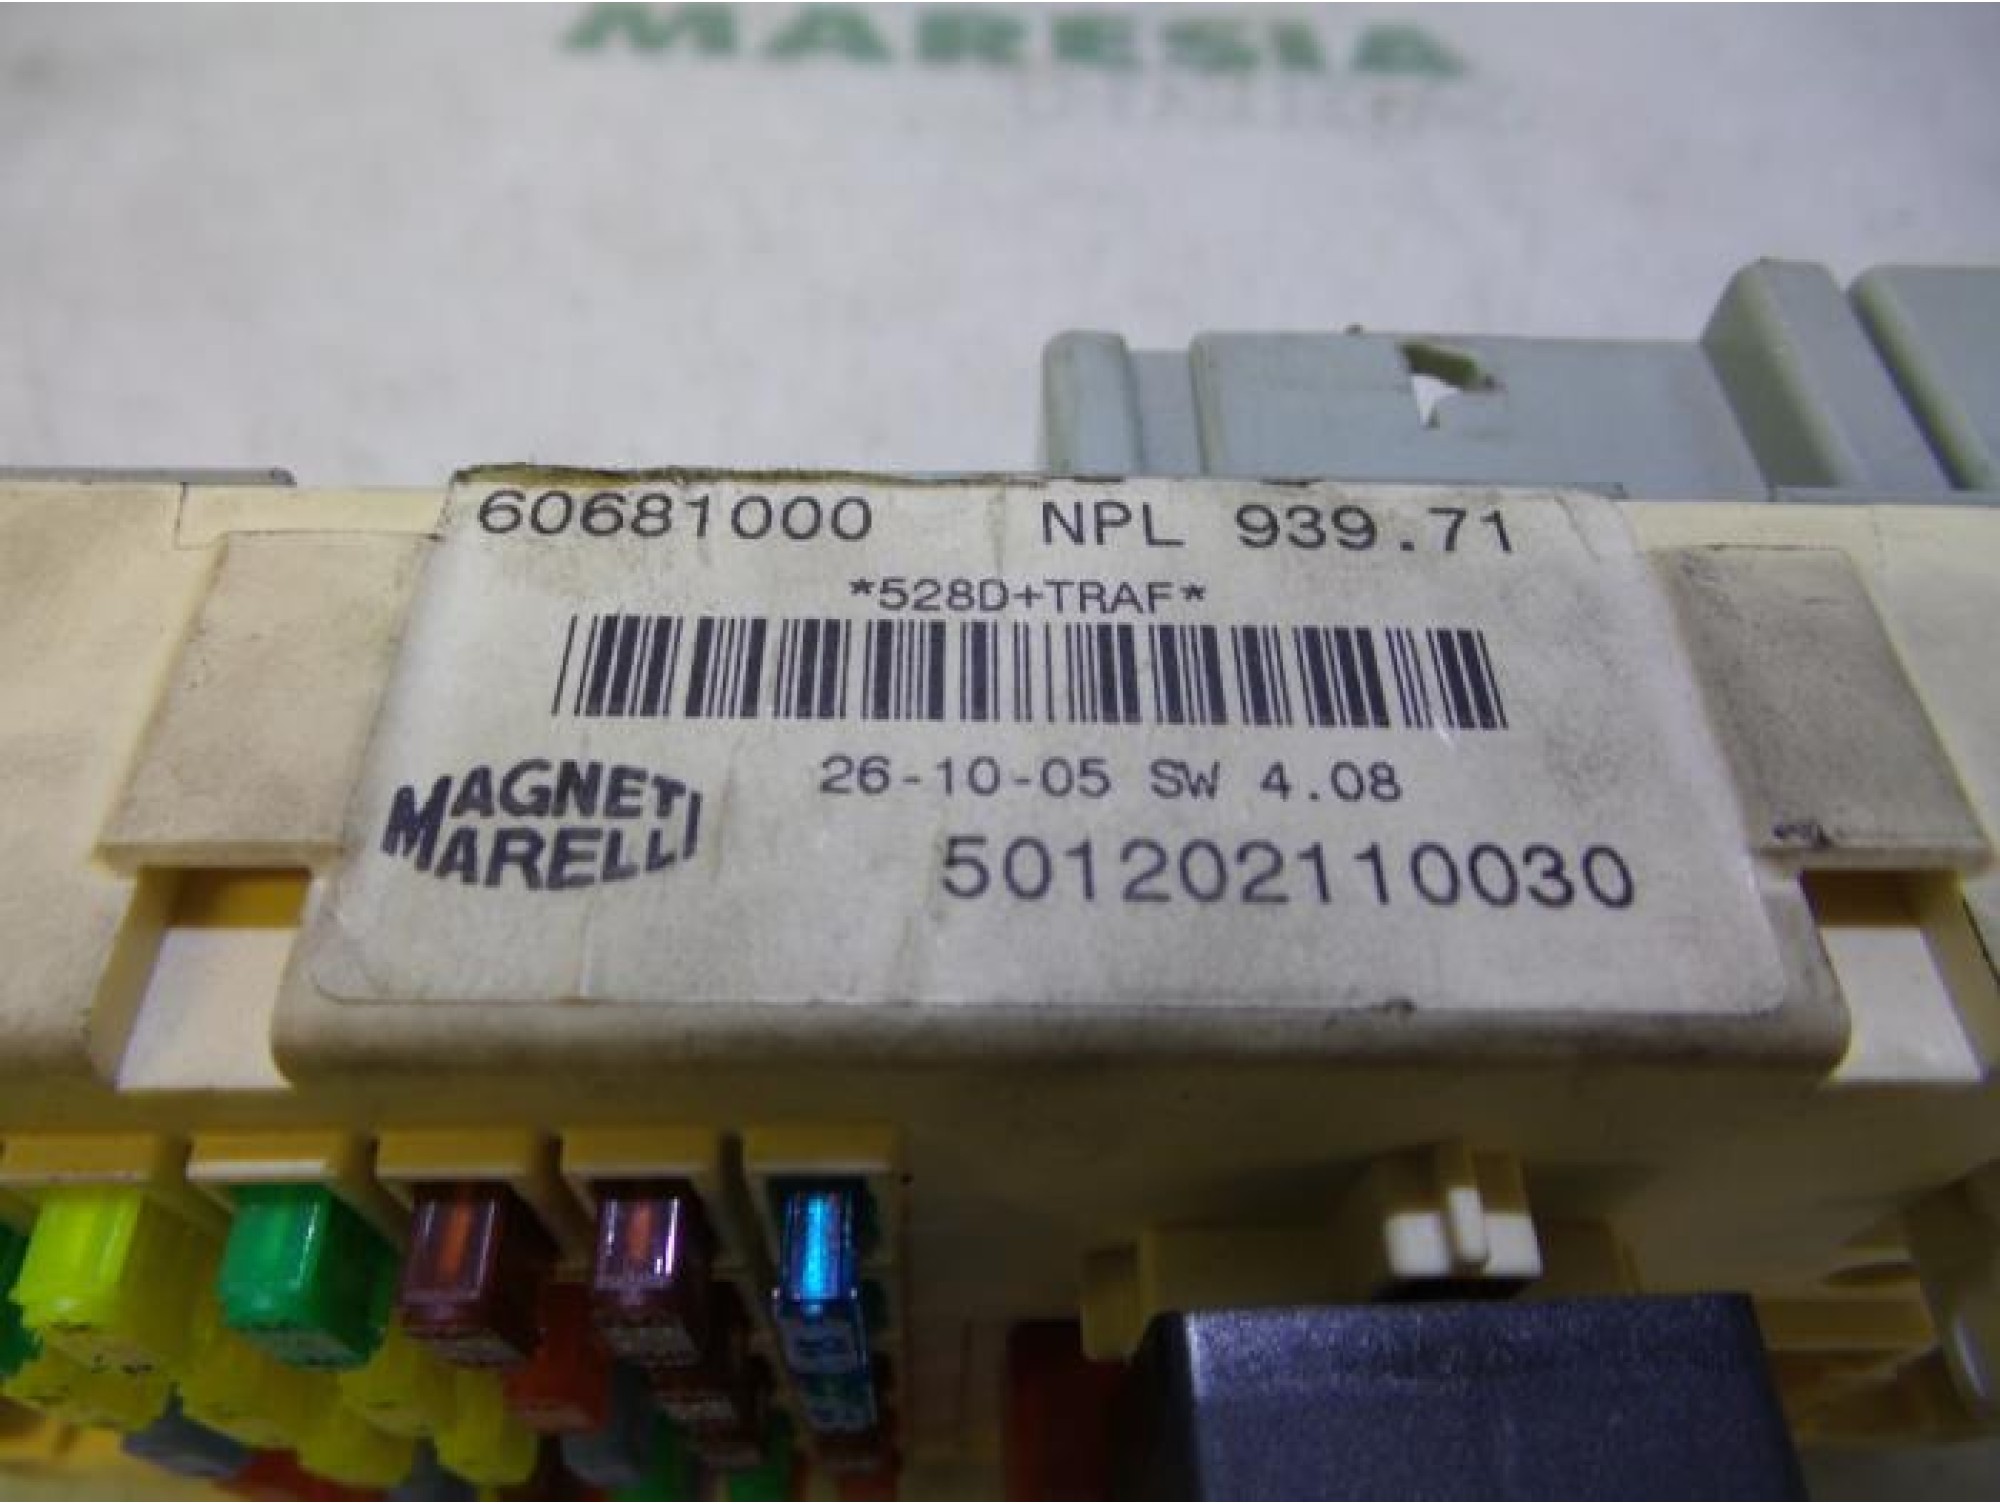 MARESIA
60681000 NPL 939.71
*528D+TRAF*
26-10-05 SW 4.08
MAGNETI
MARELLI
501202110030